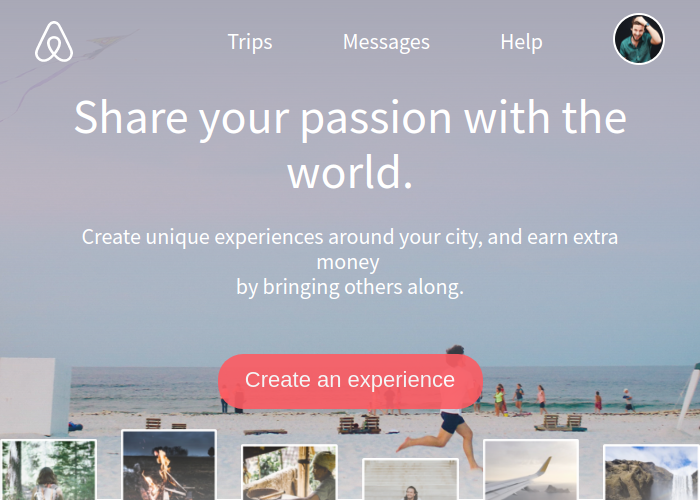 Trips Messages Help
Share your passion with the
world.
Create unique experiences around your city, and earn extra
money
by bringing others along.
Create an experience